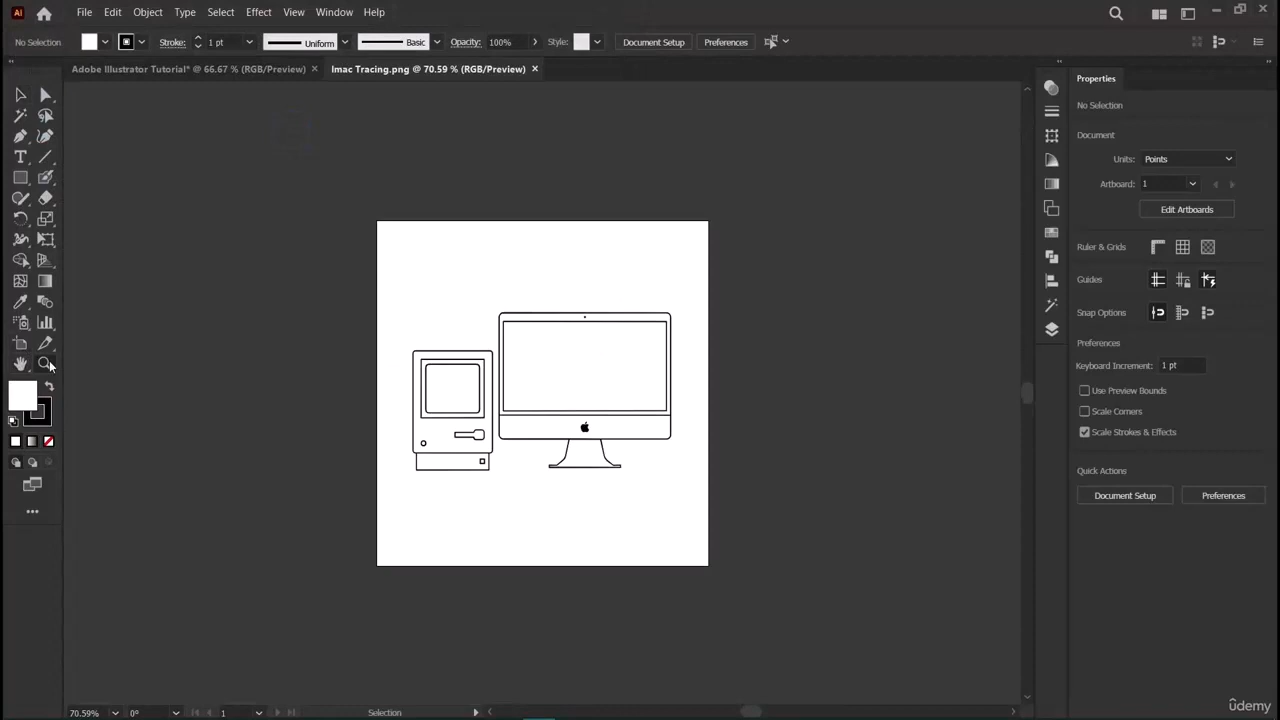 Ai File Edit Object Type Select Effect View Window Help
No Selection Stroke: 1 pt Uniform Basic Opacity: 100% Style: Document Setup Preferences
Adobe Illustrator Tutorial* @ 66.67 % (RGB/Preview) × Imac Tracing.png @ 70.59 % (RGB/Preview) ×
Properties
No Selection
Document
Units: Points
Artboard: 1
Edit Artboards
Ruler & Grids
Guides
Snap Options
Preferences
Keyboard Increment: 1 pt
Use Preview Bounds
Scale Corners
Scale Strokes & Effects
Quick Actions
Document Setup Preferences
70.59% 0° 1 Selection
ûdemy